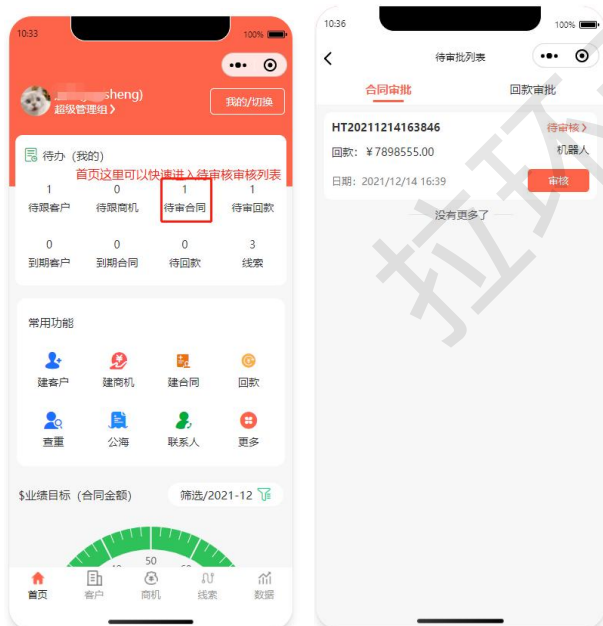 10:33
100%
sheng)
超级管理组》
我的/切换
待办（我的）
首页这里可以快速进入待审核审核列表
1 0 1 1
待跟客户 待跟商机 待审合同 待审回款
0 0 0 3
到期客户 到期合同 待回款 线索
常用功能
建客户 建商机 建合同 回款
查重 公海 联系人 更多
$业绩目标（合同金额） 筛选/2021-12
50
首页 客户 商机 线索 数据
10:36
100%
待审批列表
合同审批 回款审批
HT20211214163846 待审核》
回款：￥7898555.00 机器人
日期：2021/12/14 16:39 审核
没有更多了